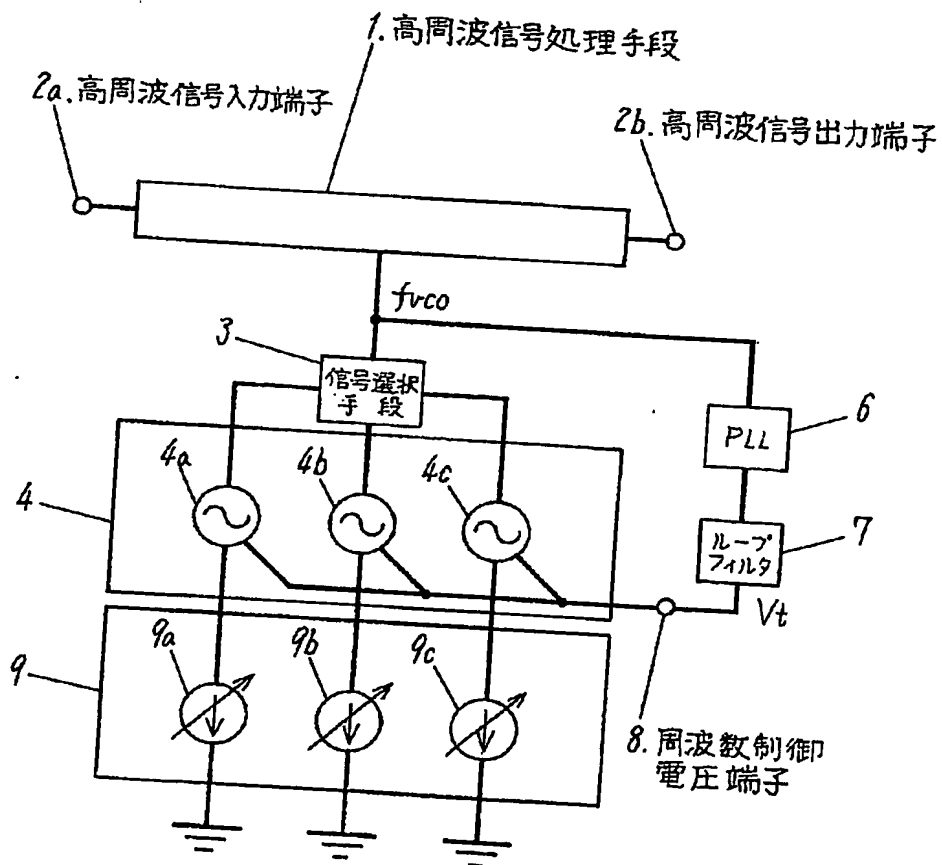 1. 高周波信号処理手段
2a. 高周波信号入力端子
2b. 高周波信号出力端子
fvco
3
信号選択
手段
6
PLL
4a
4b
4c
4
7
ループ
フィルタ
Vt
9a
9b
9c
9
8. 周波数制御
電圧端子